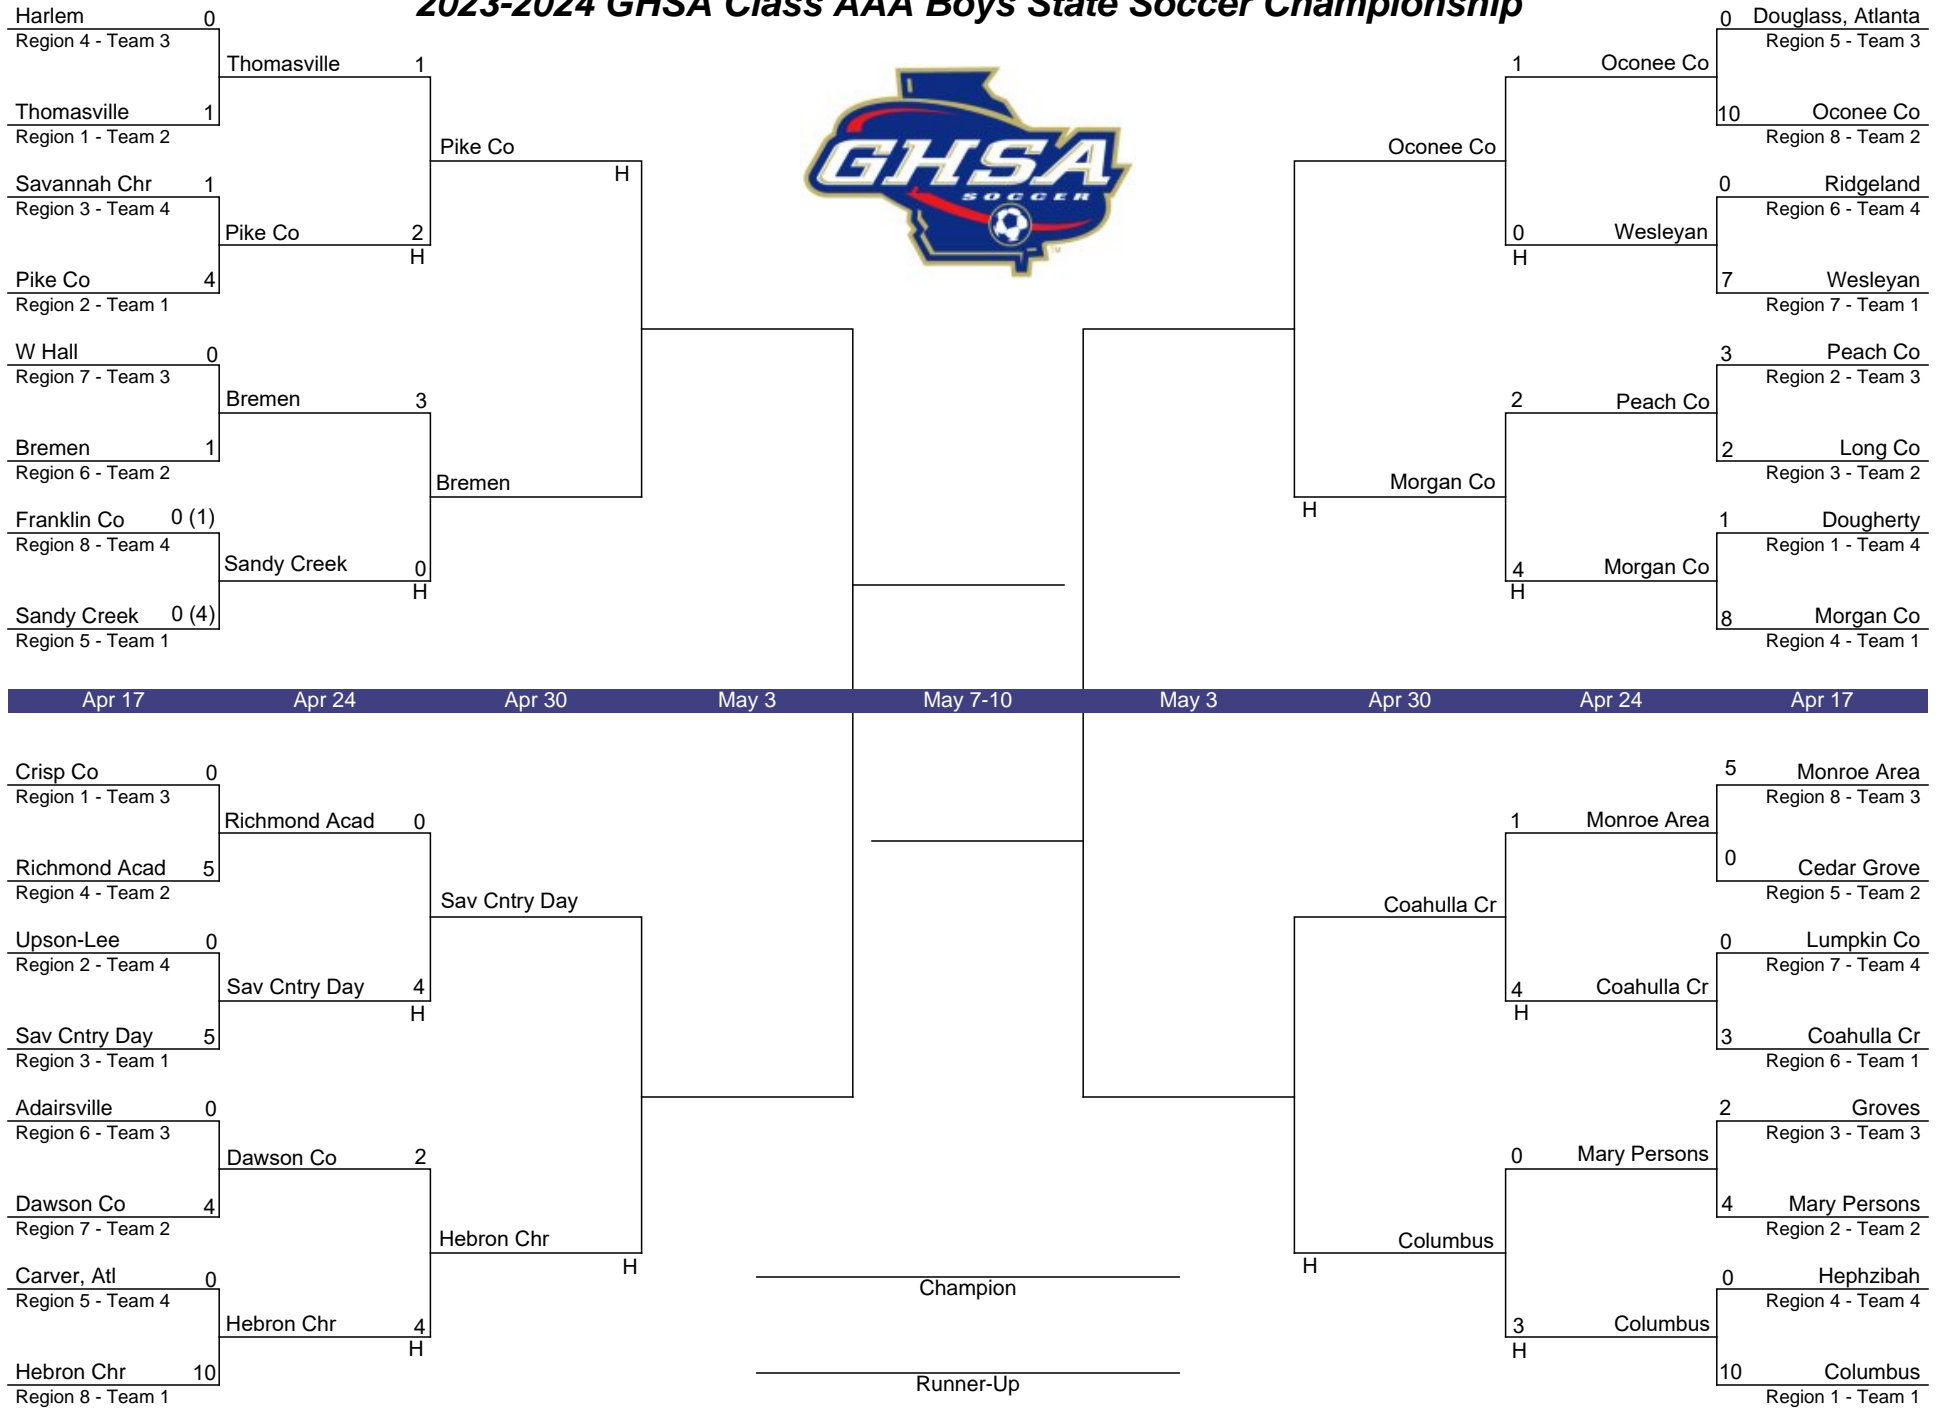 2023-2024 GHSA Class AAA Boys State Soccer Championship
Harlem 0
Region 4 - Team 3
Thomasville 1
Thomasville 1
Region 1 - Team 2
Pike Co
H
Savannah Chr 1
Region 3 - Team 4
Pike Co 2
H
Pike Co 4
Region 2 - Team 1
W Hall 0
Region 7 - Team 3
Bremen 3
Bremen 1
Region 6 - Team 2
Bremen
Franklin Co 0 (1)
Region 8 - Team 4
Sandy Creek 0
H
Sandy Creek 0 (4)
Region 5 - Team 1
GHSA
SOCCER
TM
0 Douglass, Atlanta
Region 5 - Team 3
1 Oconee Co
10 Oconee Co
Region 8 - Team 2
Oconee Co
0 Ridgeland
Region 6 - Team 4
0 Wesleyan
H
7 Wesleyan
Region 7 - Team 1
3 Peach Co
Region 2 - Team 3
2 Peach Co
2 Long Co
Region 3 - Team 2
Morgan Co
H
1 Dougherty
Region 1 - Team 4
4 Morgan Co
H
8 Morgan Co
Region 4 - Team 1
Apr 17 Apr 24 Apr 30 May 3 May 7-10 May 3 Apr 30 Apr 24 Apr 17
Crisp Co 0
Region 1 - Team 3
Richmond Acad 0
Richmond Acad 5
Region 4 - Team 2
Sav Cntry Day
Upson-Lee 0
Region 2 - Team 4
Sav Cntry Day 4
H
Sav Cntry Day 5
Region 3 - Team 1
Adairsville 0
Region 6 - Team 3
Dawson Co 2
Dawson Co 4
Region 7 - Team 2
Hebron Chr
H
Carver, Atl 0
Region 5 - Team 4
Hebron Chr 4
H
Hebron Chr 10
Region 8 - Team 1
Champion
Runner-Up
5 Monroe Area
Region 8 - Team 3
1 Monroe Area
0 Cedar Grove
Region 5 - Team 2
Coahulla Cr
0 Lumpkin Co
Region 7 - Team 4
4 Coahulla Cr
H
3 Coahulla Cr
Region 6 - Team 1
2 Groves
Region 3 - Team 3
0 Mary Persons
4 Mary Persons
Region 2 - Team 2
Columbus
H
0 Hephzibah
Region 4 - Team 4
3 Columbus
H
10 Columbus
Region 1 - Team 1